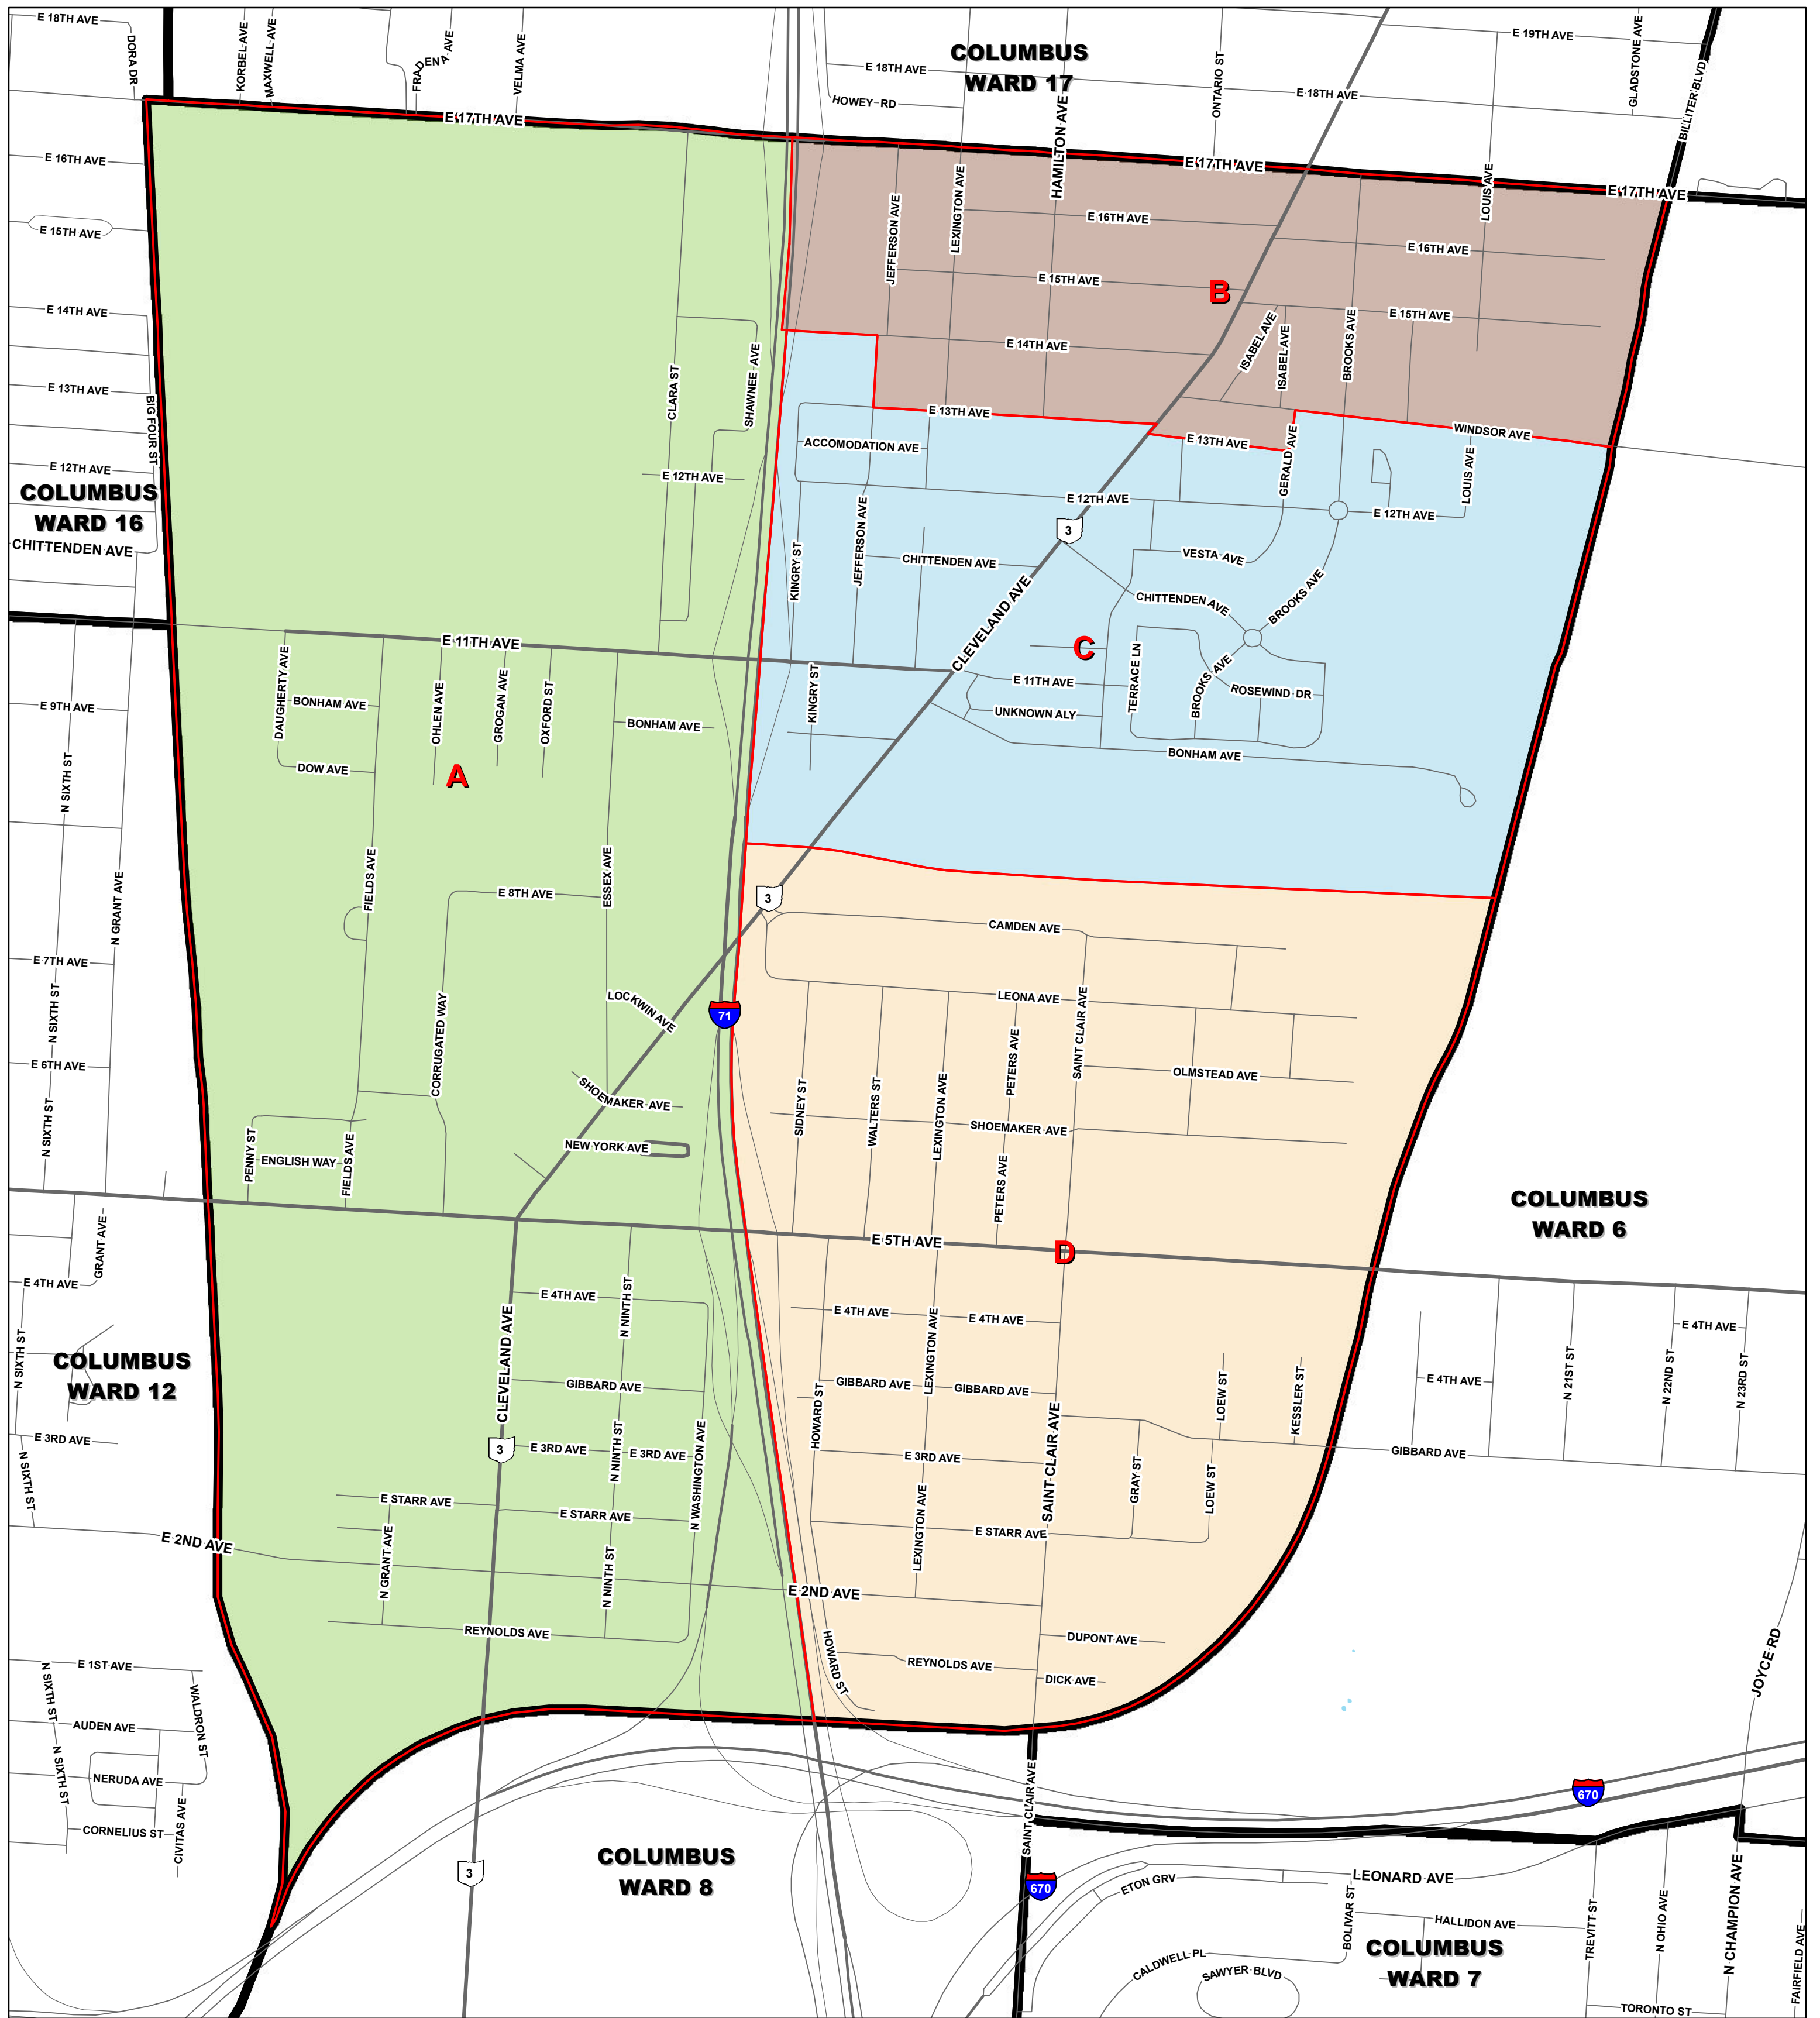 E 18TH AVE
DORA DR
KORBEL AVE
MAXWELL AVE
FRADENA AVE
VELMA AVE
COLUMBUS
WARD 17
E 18TH AVE
HOWEY RD
HAMILTON AVE
ONTARIO ST
E 18TH AVE
E 19TH AVE
GLADSTONE AVE
BILLITER BLVD
E 17TH AVE
E 17TH AVE
E 17TH AVE
E 16TH AVE
E 15TH AVE
E 14TH AVE
E 13TH AVE
BIG FOUR ST
E 12TH AVE
COLUMBUS
WARD 16
CHITTENDEN AVE
JEFFERSON AVE
LEXINGTON AVE
E 16TH AVE
LOUIS AVE
E 16TH AVE
E 15TH AVE
B
E 15TH AVE
E 14TH AVE
ISABEL AVE
ISABEL AVE
BROOKS AVE
CLARA ST
SHAWNEE AVE
E 12TH AVE
E 13TH AVE
E 13TH AVE
WINDSOR AVE
ACCOMODATION AVE
GERALD AVE
LOUIS AVE
E 12TH AVE
E 12TH AVE
3
JEFFERSON AVE
KINGRY ST
CHITTENDEN AVE
VESTA AVE
CHITTENDEN AVE
BROOKS AVE
CLEVELAND AVE
C
E 11TH AVE
E 11TH AVE
TERRACE LN
BROOKS AVE
ROSEWIND DR
UNKNOWN ALY
KINGRY ST
BONHAM AVE
DAUGHERTY AVE
BONHAM AVE
OHLEN AVE
GROGAN AVE
OXFORD ST
BONHAM AVE
DOW AVE
A
E 9TH AVE
N SIXTH ST
N GRANT AVE
FIELDS AVE
E 8TH AVE
ESSEX AVE
3
CAMDEN AVE
E 7TH AVE
N SIXTH ST
CORRUGATED WAY
LOCKWIN AVE
71
LEONA AVE
SAINT CLAIR AVE
PETERS AVE
E 6TH AVE
OLMSTEAD AVE
SHOEMAKER AVE
SIDNEY ST
WALTERS ST
LEXINGTON AVE
SHOEMAKER AVE
N SIXTH ST
PENNY ST
ENGLISH WAY
FIELDS AVE
NEW YORK AVE
PETERS AVE
COLUMBUS
WARD 6
E 5TH AVE
D
GRANT AVE
E 4TH AVE
E 4TH AVE
N NINTH ST
E 4TH AVE
E 4TH AVE
E 4TH AVE
N SIXTH ST
COLUMBUS
WARD 12
CLEVELAND AVE
GIBBARD AVE
LEXINGTON AVE
GIBBARD AVE
GIBBARD AVE
HOWARD ST
LOEW ST
KESSLER ST
E 4TH AVE
N 21ST ST
N 22ND ST
N 23RD ST
E 3RD AVE
3
E 3RD AVE
N NINTH ST
E 3RD AVE
N WASHINGTON AVE
E 3RD AVE
SAINT CLAIR AVE
GRAY ST
LOEW ST
GIBBARD AVE
N SIXTH ST
E STARR AVE
E STARR AVE
LEXINGTON AVE
E STARR AVE
E 2ND AVE
N GRANT AVE
N NINTH ST
E 2ND AVE
REYNOLDS AVE
HOWARD ST
REYNOLDS AVE
DUPONT AVE
DICK AVE
E 1ST AVE
N SIXTH ST
WALDRON ST
AUDEN AVE
N SIXTH ST
NERUDA AVE
CIVITAS AVE
CORNELIUS ST
JOYCE RD
670
SAINT CLAIR AVE
COLUMBUS
WARD 8
3
670
ETON GRV
LEONARD AVE
BOLIVAR ST
HALLIDON AVE
TREVITT ST
N OHIO AVE
N CHAMPION AVE
FAIRFIELD AVE
COLUMBUS
WARD 7
CALDWELL PL
SAWYER BLVD
TORONTO ST